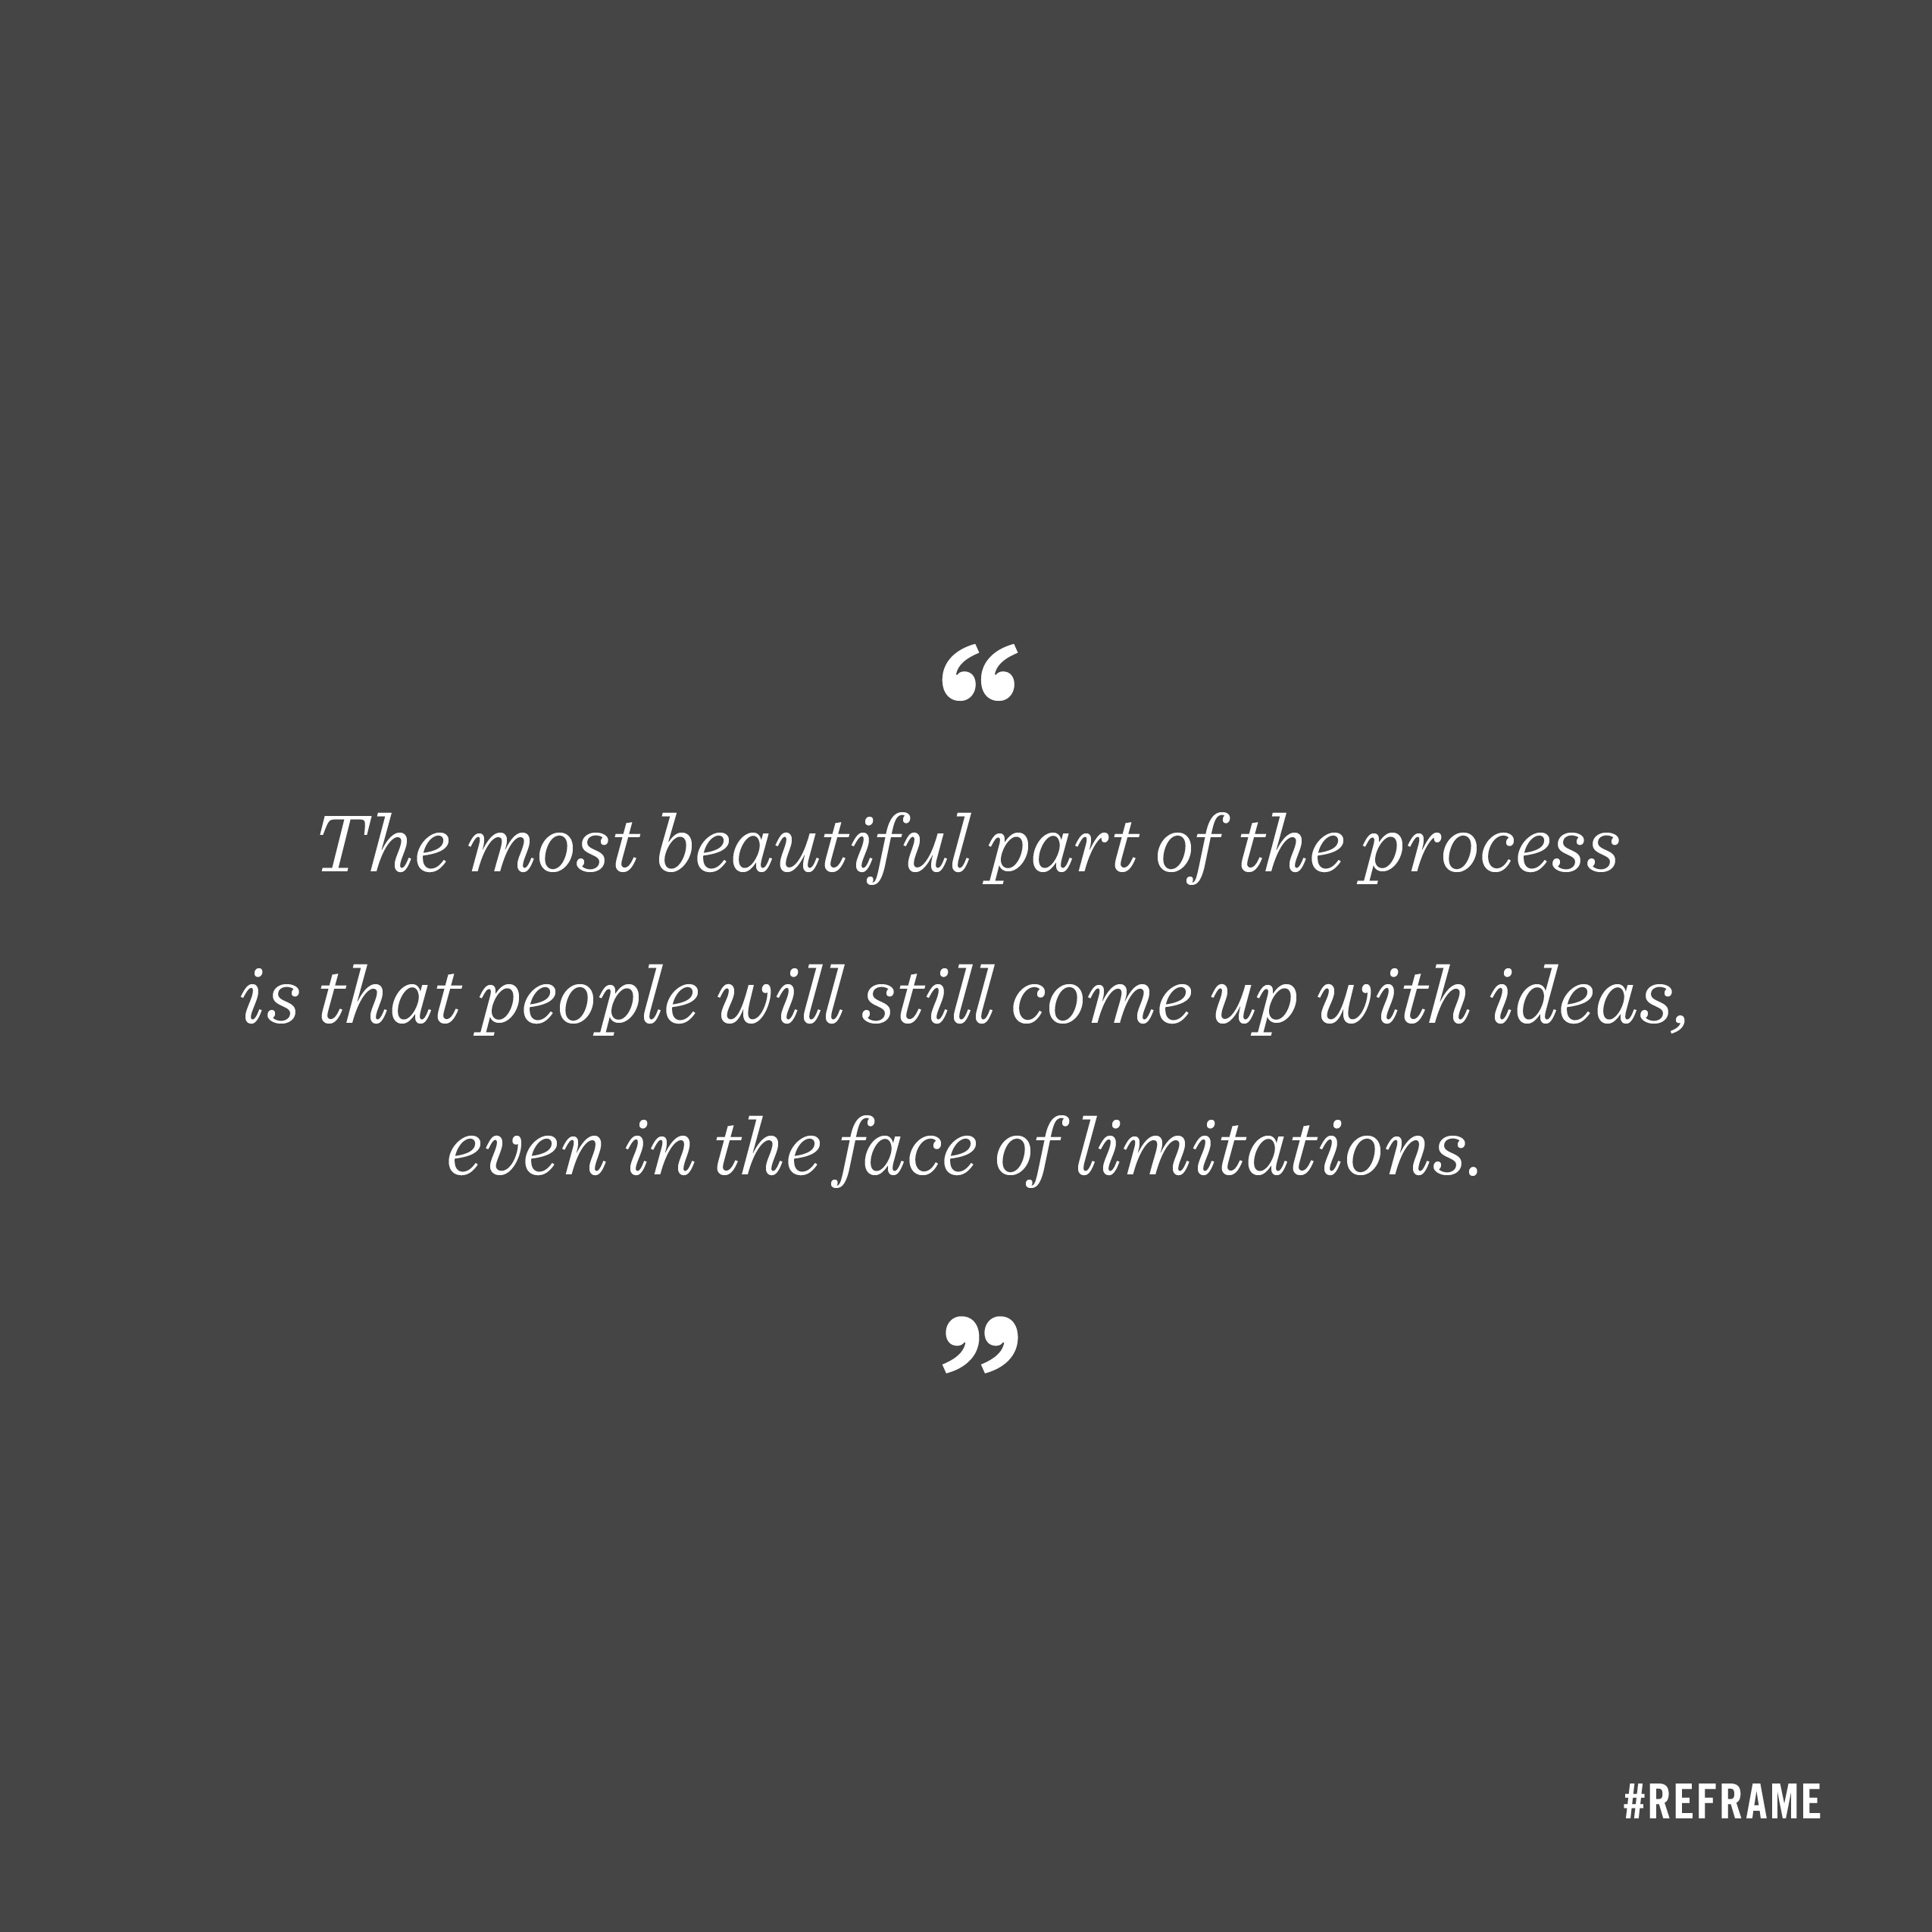 “
The most beautiful part of the process
is that people will still come up with ideas,
even in the face of limitations.
”
#REFRAME